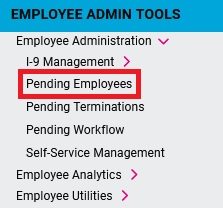 EMPLOYEE ADMIN TOOLS
Employee Administration
I-9 Management
Pending Employees
Pending Terminations
Pending Workflow
Self-Service Management
Employee Analytics
Employee Utilities